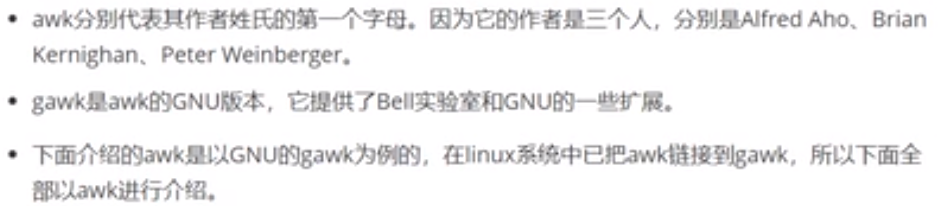 • awk分别代表其作者姓氏的第一个字母。因为它的作者是三个人，分别是Alfred Aho、Brian
Kernighan、Peter Weinberger。
• gawk是awk的GNU版本，它提供了Bell实验室和GNU的一些扩展。
• 下面介绍的awk是以GNU的gawk为例的，在linux系统中已把awk链接到gawk，所以下面全
部以awk进行介绍。